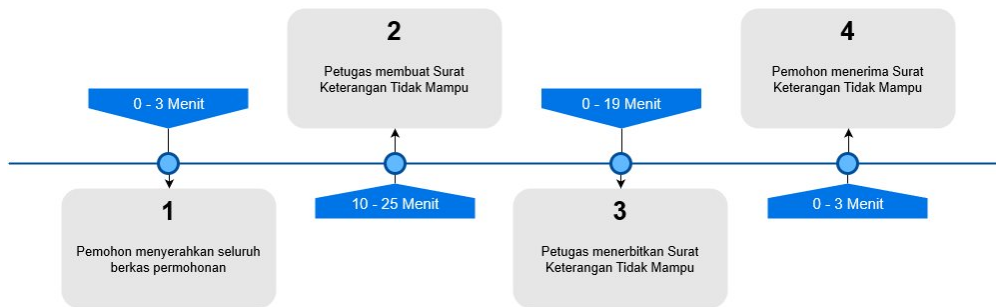 0 - 3 Menit
1
Pemohon menyerahkan seluruh
berkas permohonan
2
Petugas membuat Surat
Keterangan Tidak Mampu
10 - 25 Menit
0 - 19 Menit
3
Petugas menerbitkan Surat
Keterangan Tidak Mampu
4
Pemohon menerima Surat
Keterangan Tidak Mampu
0 - 3 Menit